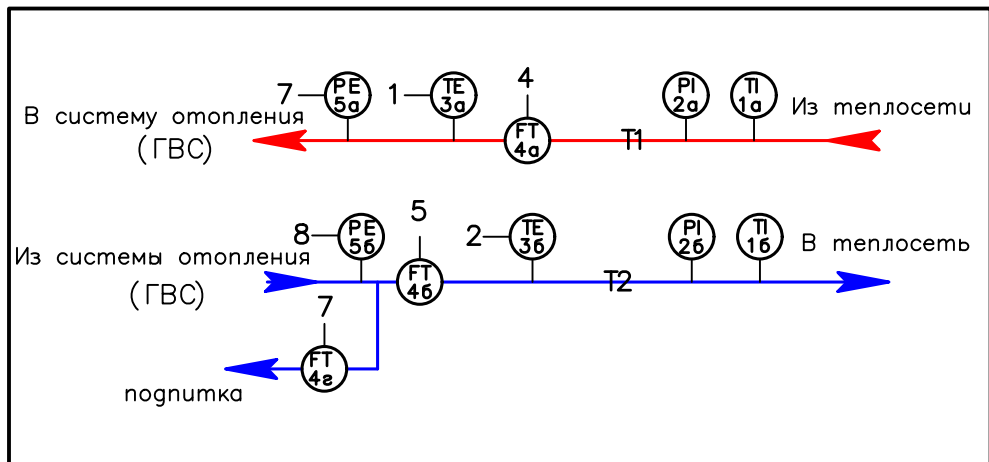 7 PE 5а
1 TE 3а
4
PI 2а
TI 1а
В систему отопления
(ГВС)
FT 4а
Т1
Из теплосети
8 PE 5б
5
2 TE 3б
PI 2б
TI 1б
В теплосеть
Из системы отопления
(ГВС)
FT 4б
Т2
7
FT 4г
подпитка